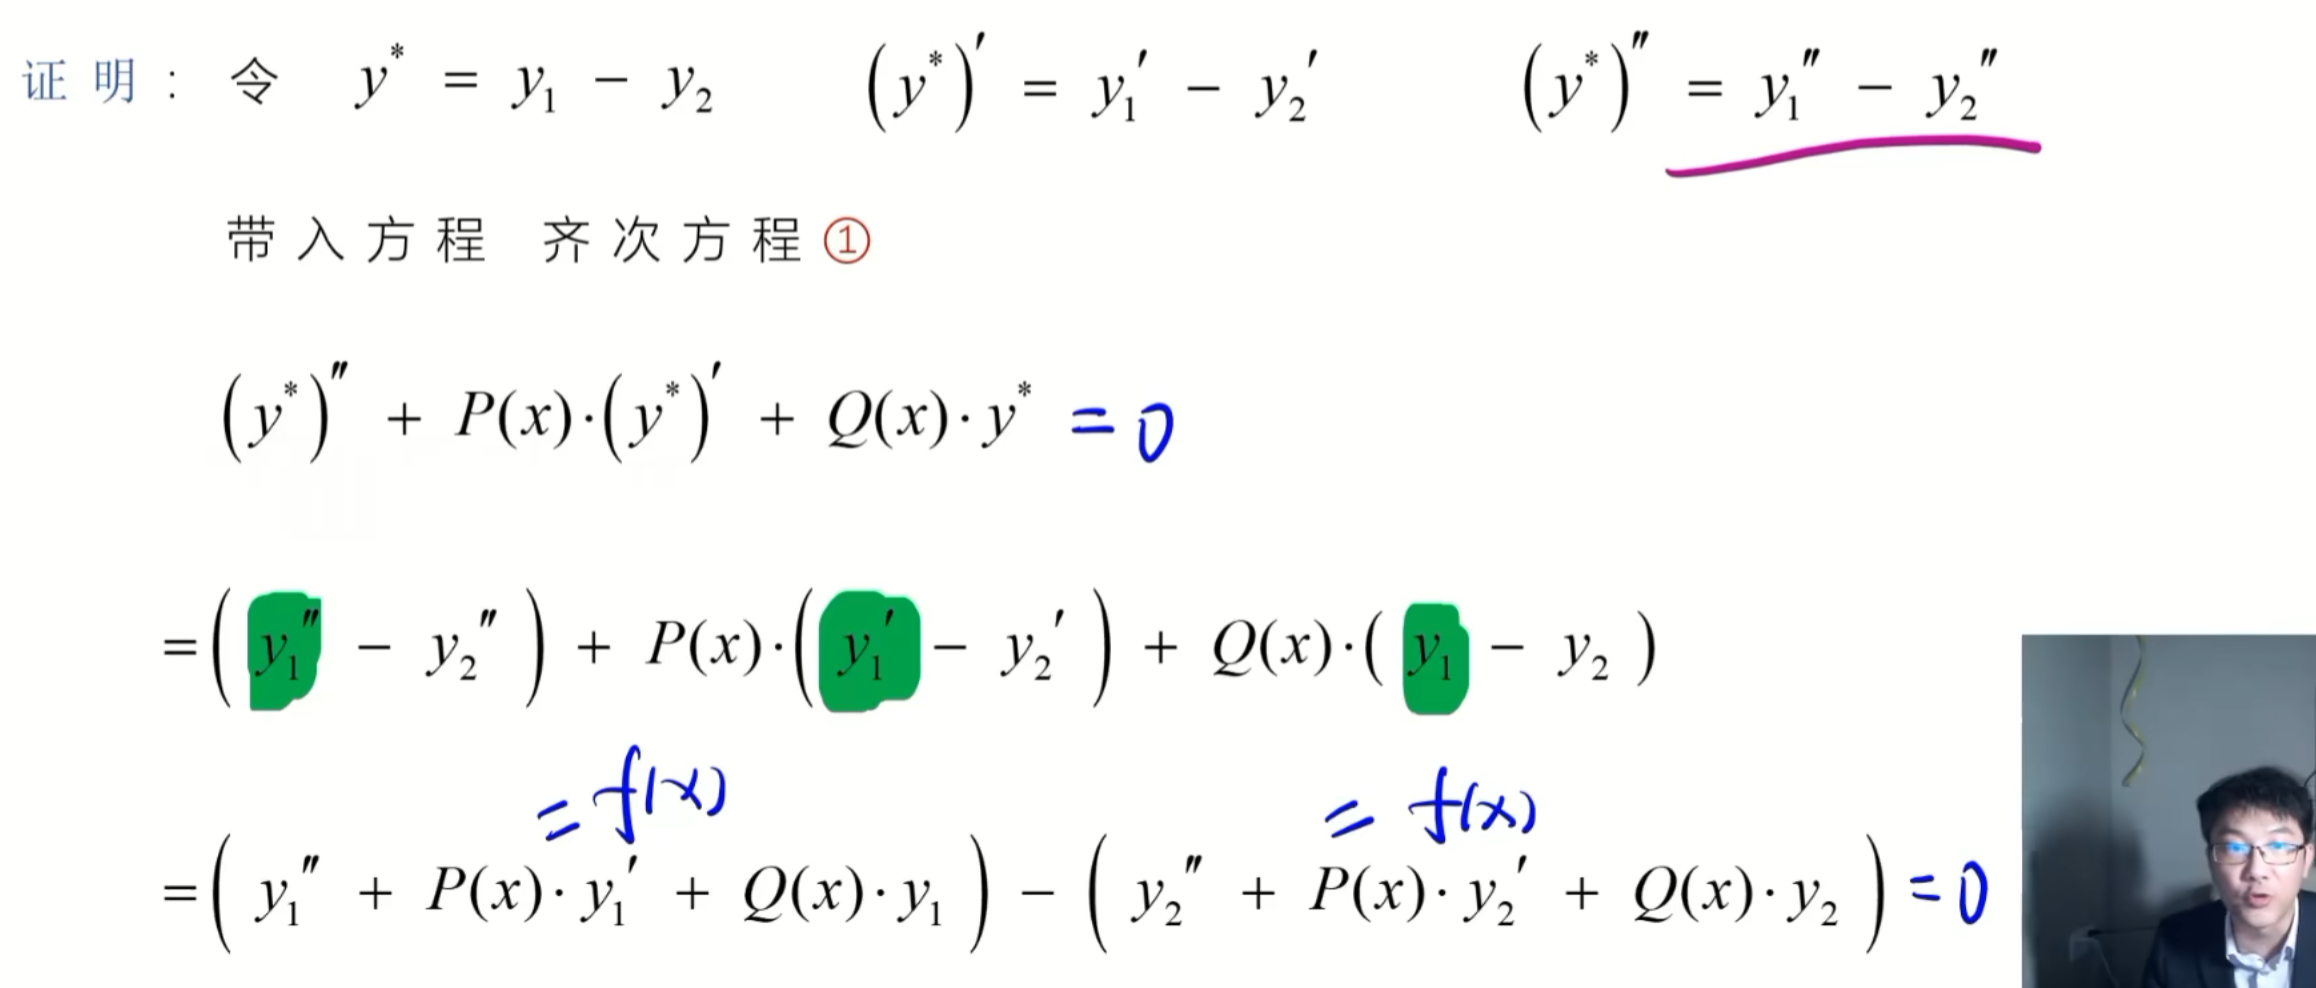 证明: 令 y* = y₁ − y₂ (y*)′ = y₁′ − y₂′ (y*)″ = y₁″ − y₂″
带入方程 齐次方程①
(y*)″ + P(x)·(y*)′ + Q(x)·y* = 0
=( y₁″ − y₂″ ) + P(x)·( y₁′ − y₂′ ) + Q(x)·( y₁ − y₂ )
= f(x) = f(x)
=( y₁″ + P(x)·y₁′ + Q(x)·y₁ ) − ( y₂″ + P(x)·y₂′ + Q(x)·y₂ ) = 0